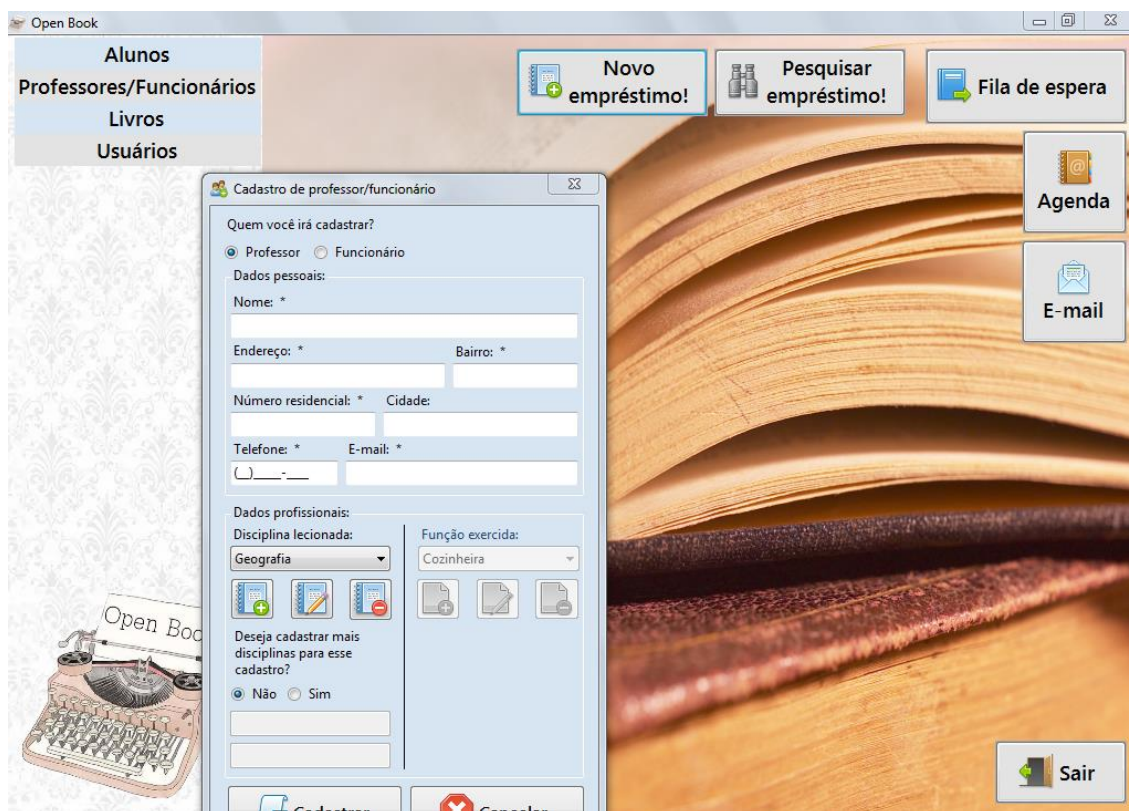 Open Book
Alunos
Professores/Funcionários
Livros
Usuários
Novo
empréstimo!
Pesquisar
empréstimo!
Fila de espera
Agenda
E-mail
Cadastro de professor/funcionário
Quem você irá cadastrar?
Professor Funcionário
Dados pessoais:
Nome: *
Endereço: * Bairro: *
Número residencial: * Cidade:
Telefone: * E-mail: *
(_)____-____
Dados profissionais:
Disciplina lecionada: Função exercida:
Geografia Cozinheira
Deseja cadastrar mais
disciplinas para esse
cadastro?
Não Sim
Cadastrar Cancelar
Open Boo
Sair